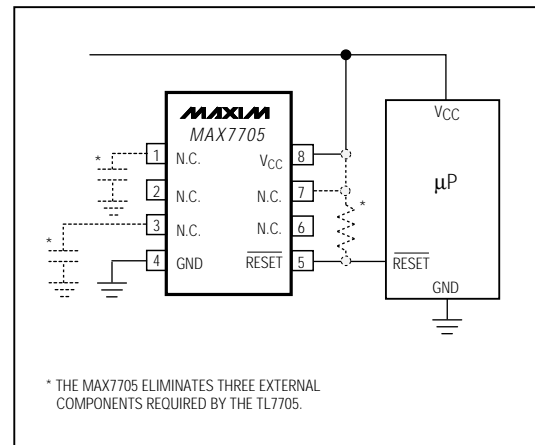 MAXIM
MAX7705
* 1 N.C. VCC 8
2 N.C. N.C. 7 *
* 3 N.C. N.C. 6
4 GND RESET 5
VCC
µP
RESET
GND
* THE MAX7705 ELIMINATES THREE EXTERNAL
COMPONENTS REQUIRED BY THE TL7705.